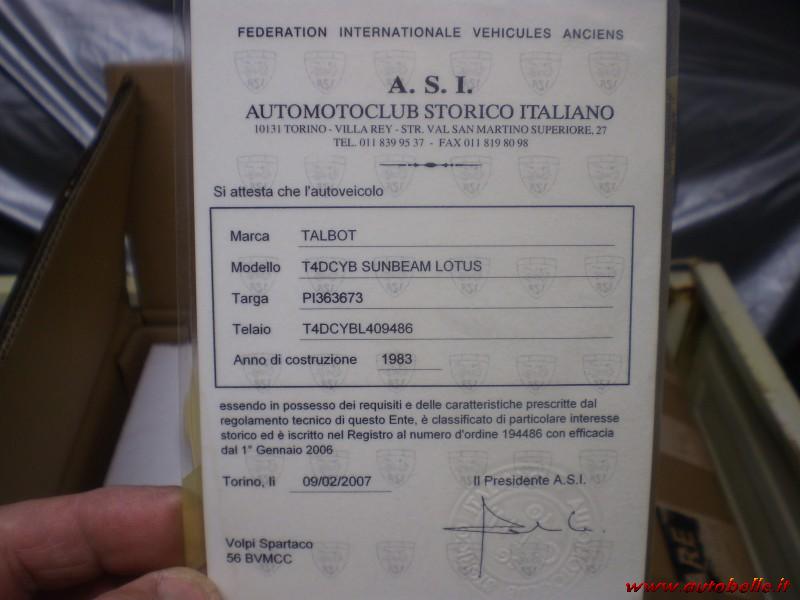 FEDERATION INTERNATIONALE VEHICULES ANCIENS
A. S. I.
AUTOMOTOCLUB STORICO ITALIANO
10131 TORINO - VILLA REY - STR. VAL SAN MARTINO SUPERIORE, 27
TEL. 011 839 95 37 - FAX 011 819 80 98
Si attesta che l'autoveicolo
Marca TALBOT
Modello T4DCYB SUNBEAM LOTUS
Targa PI363673
Telaio T4DCYBL409486
Anno di costruzione 1983
essendo in possesso dei requisiti e delle caratteristiche prescritte dal
regolamento tecnico di questo Ente, è classificato di particolare interesse
storico ed è iscritto nel Registro al numero d'ordine 194486 con efficacia
dal 1° Gennaio 2006
Torino, lì 09/02/2007 Il Presidente A.S.I.
Volpi Spartaco
56 BVMCC
www.autobelle.it